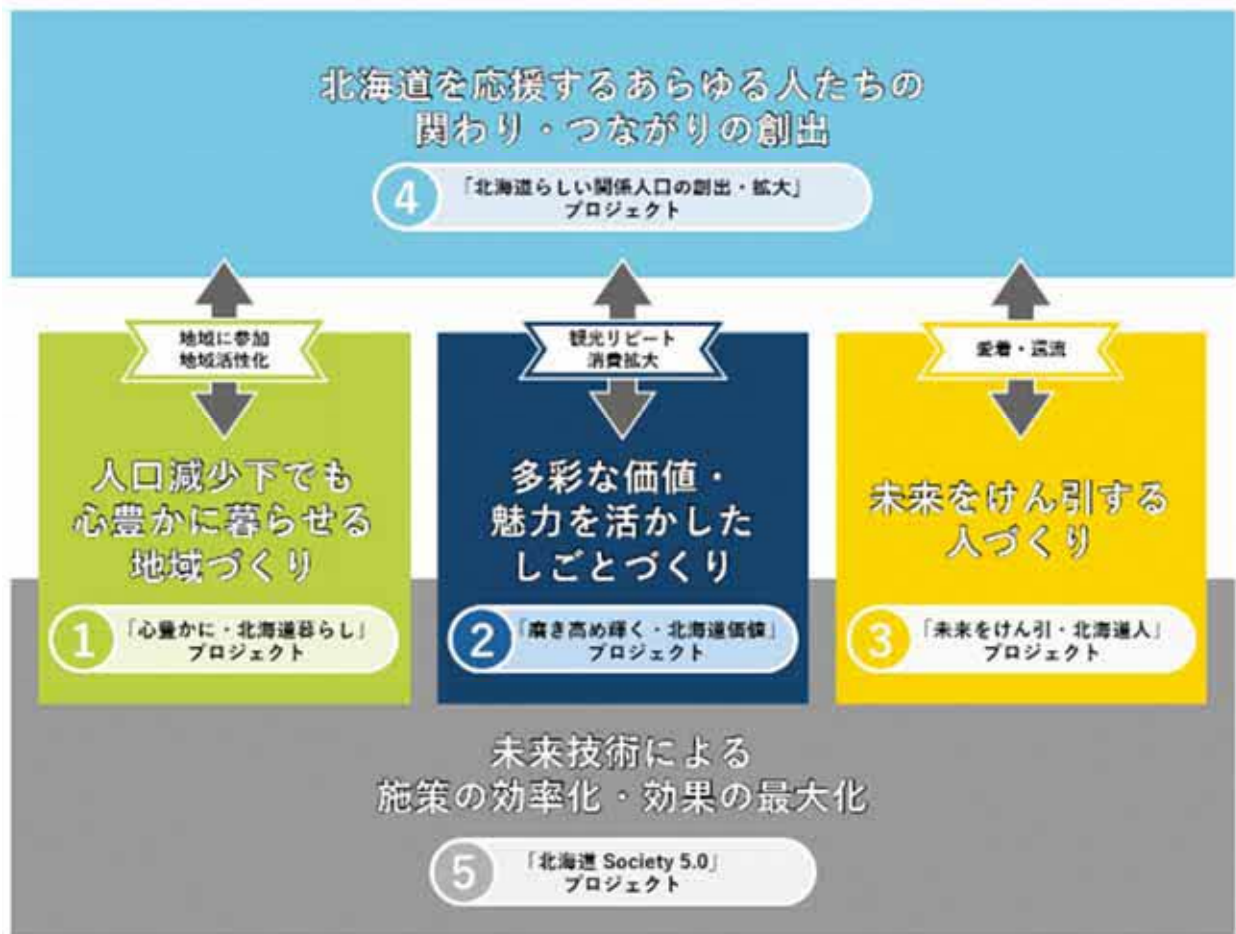 北海道を応援するあらゆる人たちの
関わり・つながりの創出
4
「北海道らしい関係人口の創出・拡大」
プロジェクト
地域に参加
地域活性化
観光リピート
消費拡大
愛着・還流
人口減少下でも
心豊かに暮らせる
地域づくり
1
「心豊かに・北海道暮らし」
プロジェクト
多彩な価値・
魅力を活かした
しごとづくり
2
「磨き高め輝く・北海道価値」
プロジェクト
未来をけん引する
人づくり
3
「未来をけん引・北海道人」
プロジェクト
未来技術による
施策の効率化・効果の最大化
5
「北海道 Society 5.0」
プロジェクト